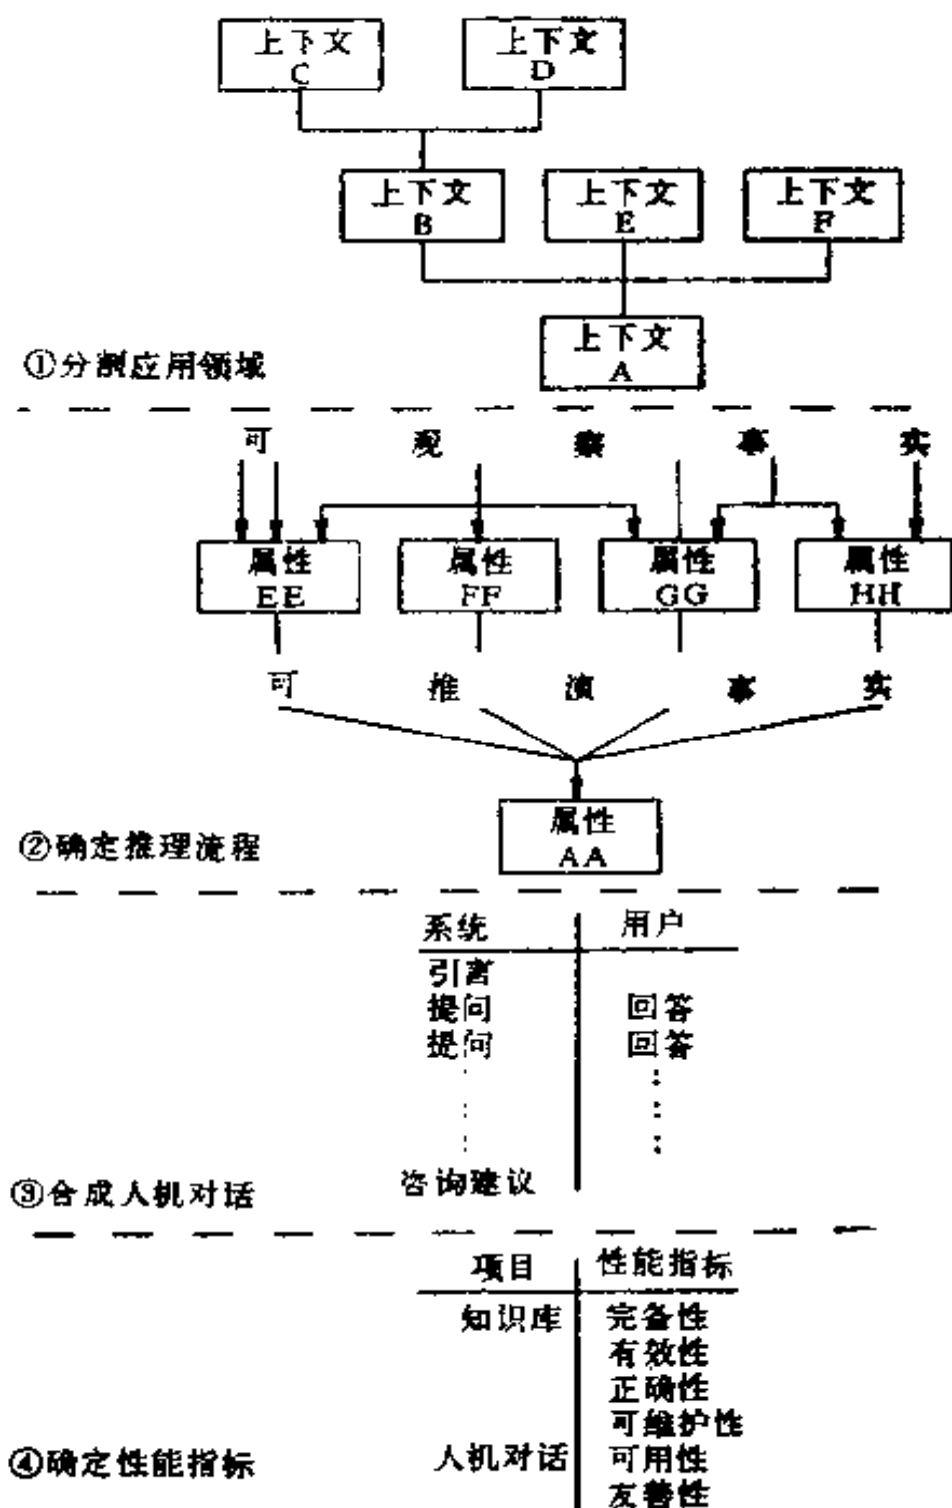 上下文 上下文
C D
上下文 上下文 上下文
B E F
上下文
A
①分割应用领域
可 观 察 事 实
属性 属性 属性 属性
EE FF GG HH
可 推 演 事 实
属性
AA
②确定推理流程
系统 用户
引言
提问 回答
提问 回答
咨询建议
③合成人机对话
项目 性能指标
知识库 完备性
有效性
正确性
可维护性
④确定性能指标 人机对话 可用性
友善性